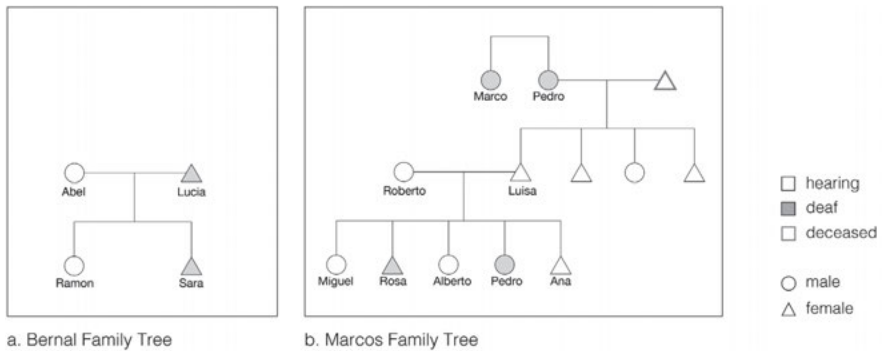 Marco
Pedro
Abel
Lucia
Roberto
Luisa
hearing
deaf
deceased
Ramon
Sara
Miguel
Rosa
Alberto
Pedro
Ana
male
female
a. Bernal Family Tree
b. Marcos Family Tree